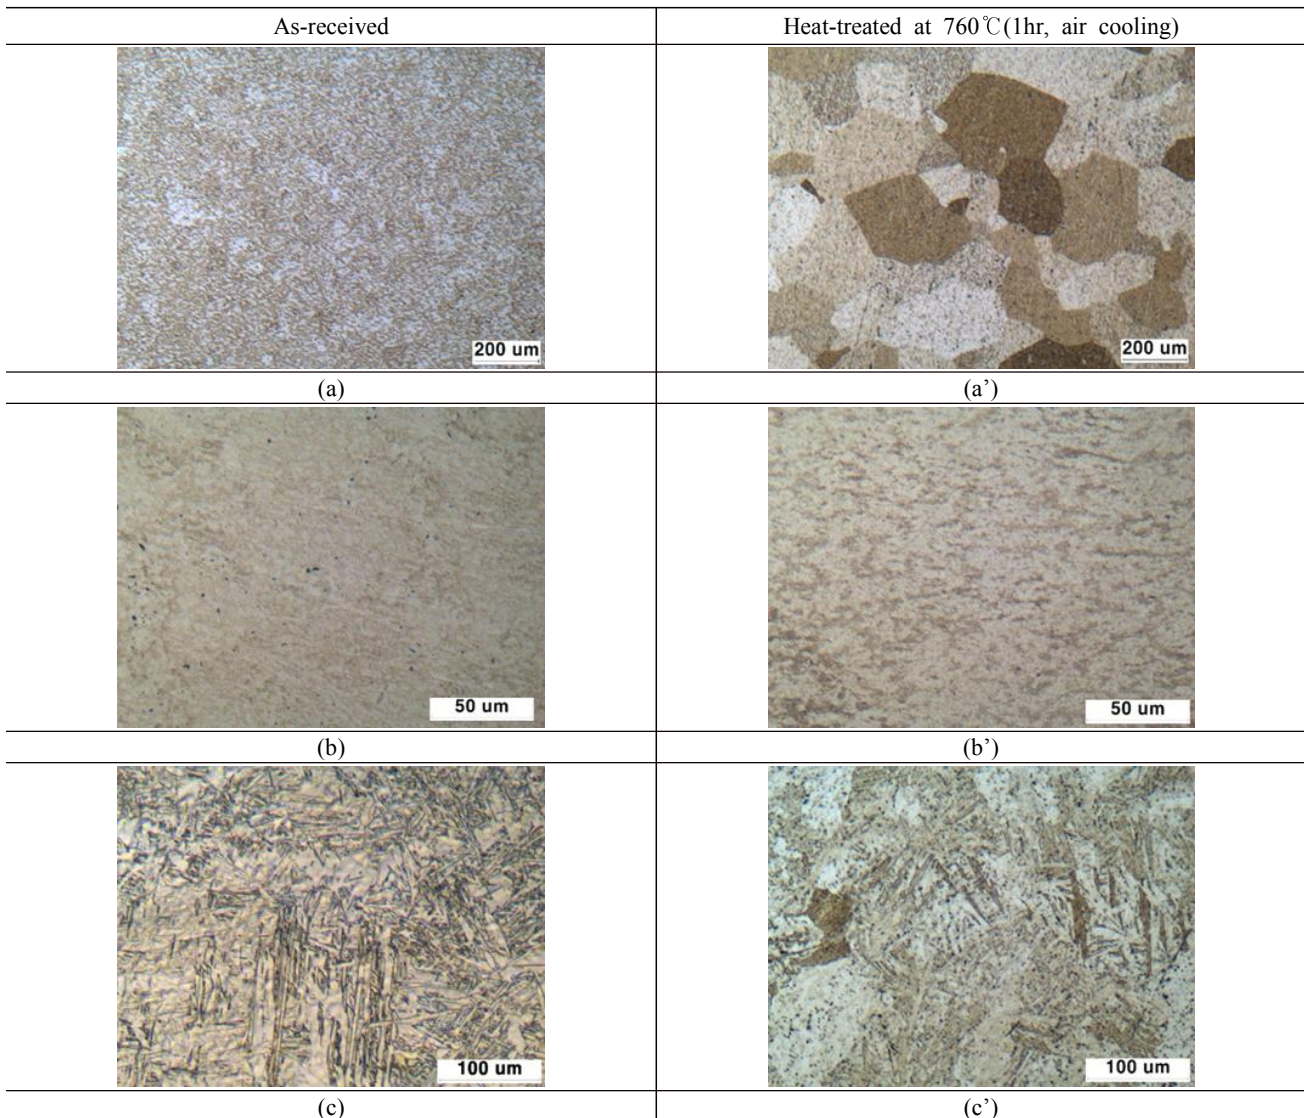 As-received
Heat-treated at 760℃(1hr, air cooling)
200 um
200 um
(a)
(a’)
50 um
50 um
(b)
(b’)
100 um
100 um
(c)
(c’)